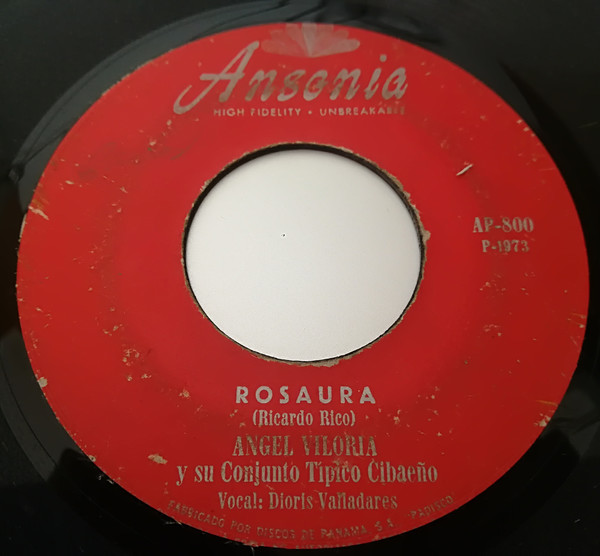 Ansonia
HIGH FIDELITY • UNBREAKABLE
AP-800
P-1973
ROSAURA
(Ricardo Rico)
ANGEL VILORIA
y su Conjunto Tipico Cibaeño
Vocal: Dioris Valladares
FABRICADO POR DISCOS DE PANAMA S.A. "PADISCO"